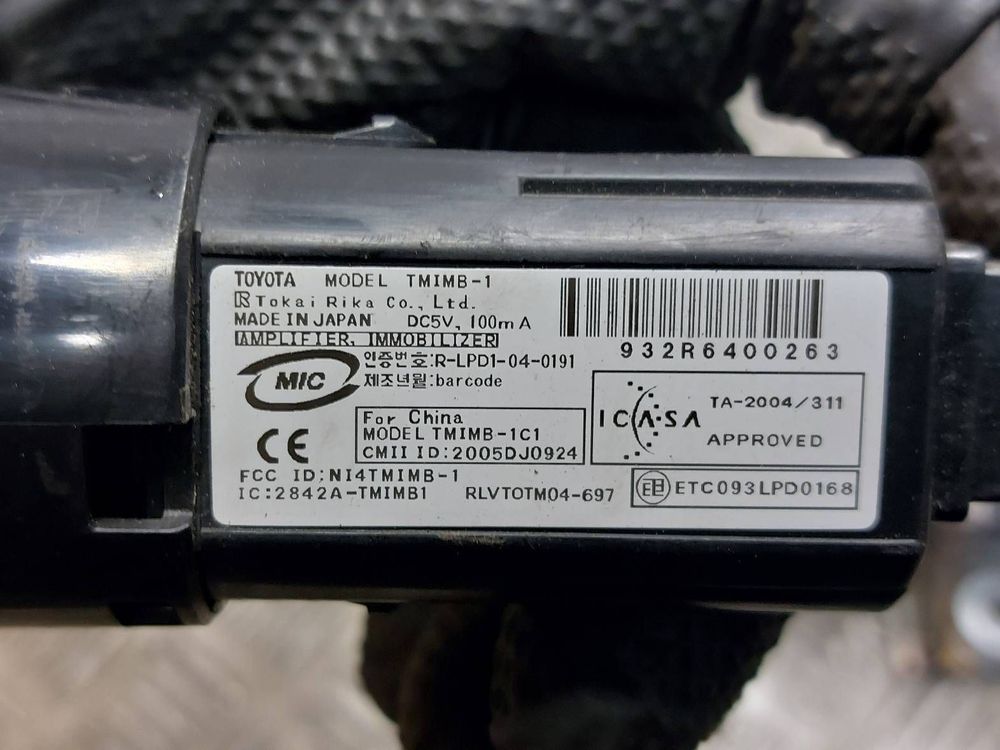 TOYOTA MODEL TMIMB-1
Tokai Rika Co., Ltd.
MADE IN JAPAN DC5V, 100mA
AMPLIFIER, IMMOBILIZER
932R6400263
MIC
인증번호:R-LPD1-04-0191
제조년월:barcode
CE
For China
MODEL TMIMB-1C1
CMII ID:2005DJ0924
ICASA
TA-2004/311
APPROVED
FCC ID:NI4TMIMB-1
IC:2842A-TMIMB1 RLVTOTM04-697
ETC093LPD0168